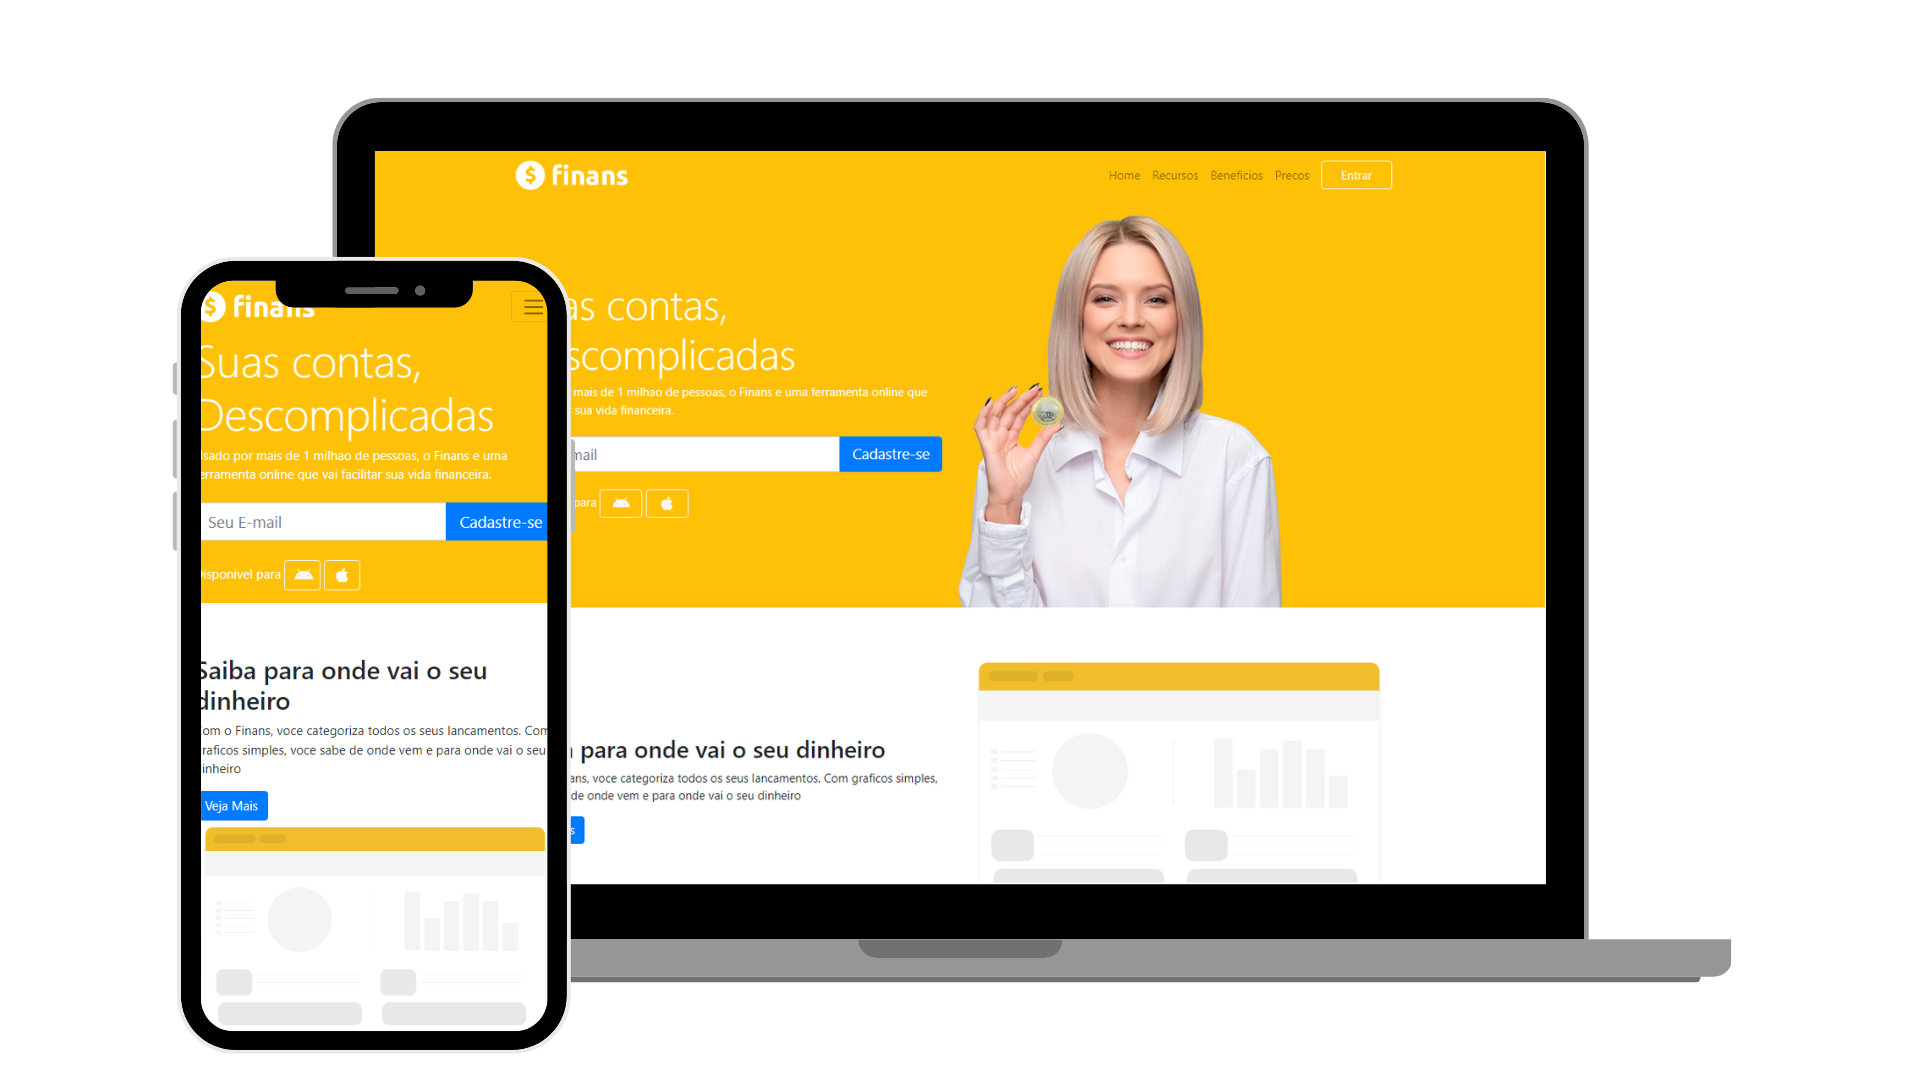 finans
Home Recursos Beneficios Precos Entrar
as contas,
scomplicadas
mais de 1 milhao de pessoas, o Finans e uma ferramenta online que
sua vida financeira.
mail Cadastre-se
para
para onde vai o seu dinheiro
ans, voce categoriza todos os seus lancamentos. Com graficos simples,
de onde vem e para onde vai o seu dinheiro
s
finans
Suas contas,
Descomplicadas
Usado por mais de 1 milhao de pessoas, o Finans e uma
erramenta online que vai facilitar sua vida financeira.
Seu E-mail Cadastre-se
Disponivel para
Saiba para onde vai o seu
dinheiro
Com o Finans, voce categoriza todos os seus lancamentos. Com
raficos simples, voce sabe de onde vem e para onde vai o seu
inheiro
Veja Mais